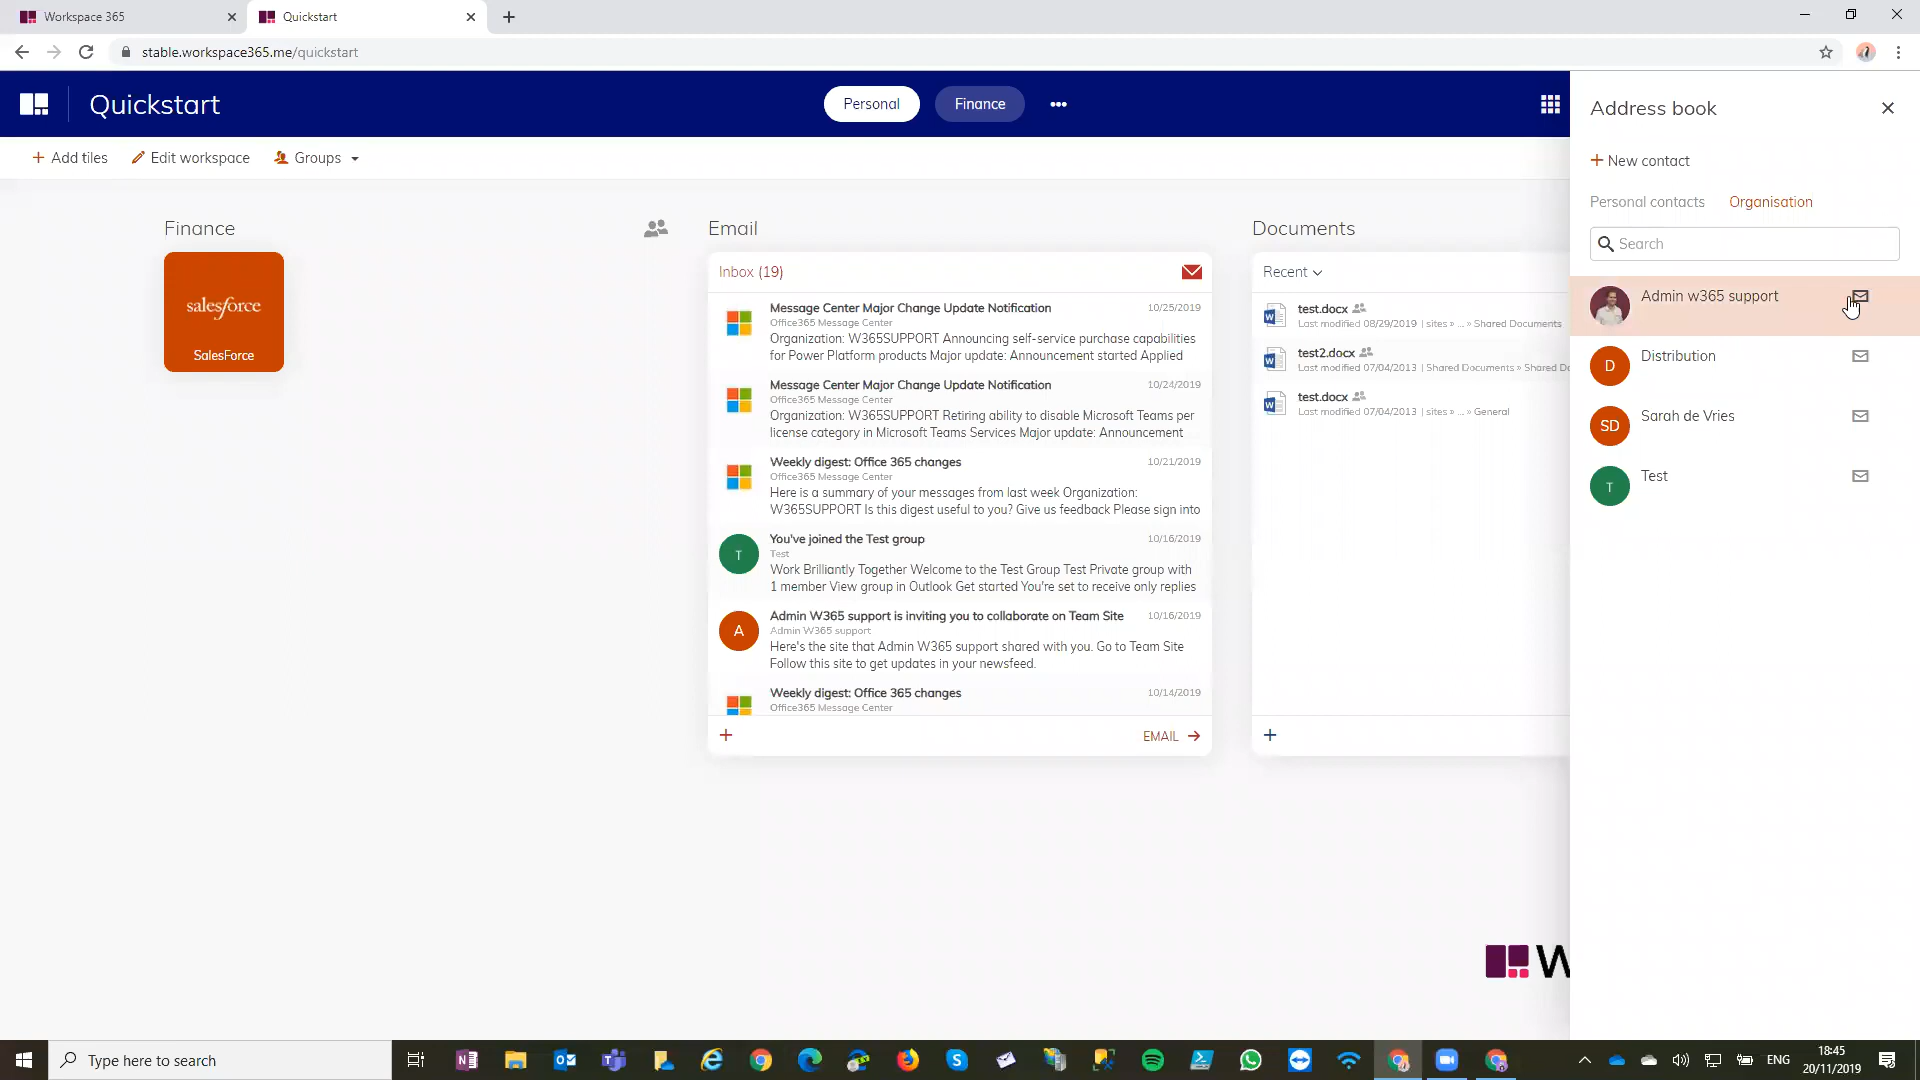 Workspace 365
Quickstart
stable.workspace365.me/quickstart
Quickstart
Personal
Finance
Add tiles
Edit workspace
Groups
Finance
salesforce
SalesForce
Email
Inbox (19)
Message Center Major Change Update Notification 10/25/2019
Office365 Message Center
Organization: W365SUPPORT Announcing self-service purchase capabilities
for Power Platform products Major update: Announcement started Applied
Message Center Major Change Update Notification 10/24/2019
Office365 Message Center
Organization: W365SUPPORT Retiring ability to disable Microsoft Teams per
license category in Microsoft Teams Services Major update: Announcement
Weekly digest: Office 365 changes 10/21/2019
Office365 Message Center
Here is a summary of your messages from last week Organization:
W365SUPPORT Is this digest useful to you? Give us feedback Please sign into
T
You've joined the Test group 10/16/2019
Test
Work Brilliantly Together Welcome to the Test Group Test Private group with
1 member View group in Outlook Get started You're set to receive only replies
A
Admin W365 support is inviting you to collaborate on Team Site 10/16/2019
Admin W365 support
Here's the site that Admin W365 support shared with you. Go to Team Site
Follow this site to get updates in your newsfeed.
Weekly digest: Office 365 changes 10/14/2019
Office365 Message Center
EMAIL
Documents
Recent
test.docx
Last modified 08/29/2019 | sites » ... » Shared Documents
test2.docx
Last modified 07/04/2013 | Shared Documents » Shared Do
test.docx
Last modified 07/04/2013 | sites » ... » General
W
Address book
New contact
Personal contacts Organisation
Search
Admin w365 support
D Distribution
SD Sarah de Vries
T Test
Type here to search
ENG
18:45
20/11/2019